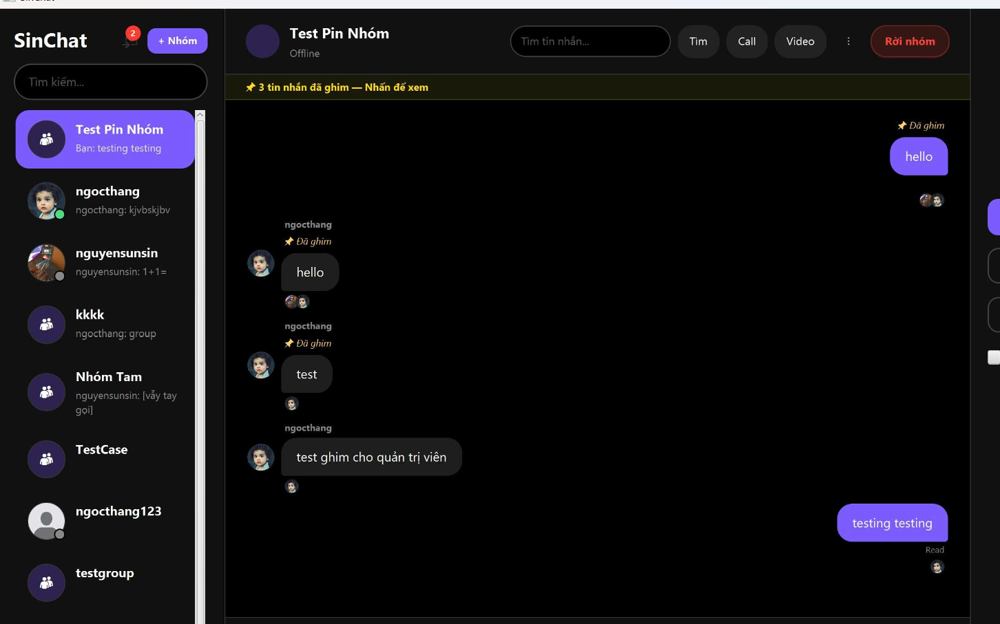 SinChat
2
+ Nhóm
Tìm kiếm...
Test Pin Nhóm
Bạn: testing testing
ngocthang
ngocthang: kjvbskjbv
nguyensunsin
nguyensunsin: 1+1=
kkkk
ngocthang: group
Nhóm Tam
nguyensunsin: [vẫy tay
gọi]
TestCase
ngocthang123
testgroup
Test Pin Nhóm
Offline
Tìm tin nhắn...
Tìm
Call
Video
⋮
Rời nhóm
📌 3 tin nhắn đã ghim — Nhấn để xem
📌 Đã ghim
hello
ngocthang
📌 Đã ghim
hello
ngocthang
📌 Đã ghim
test
ngocthang
test ghim cho quản trị viên
testing testing
Read